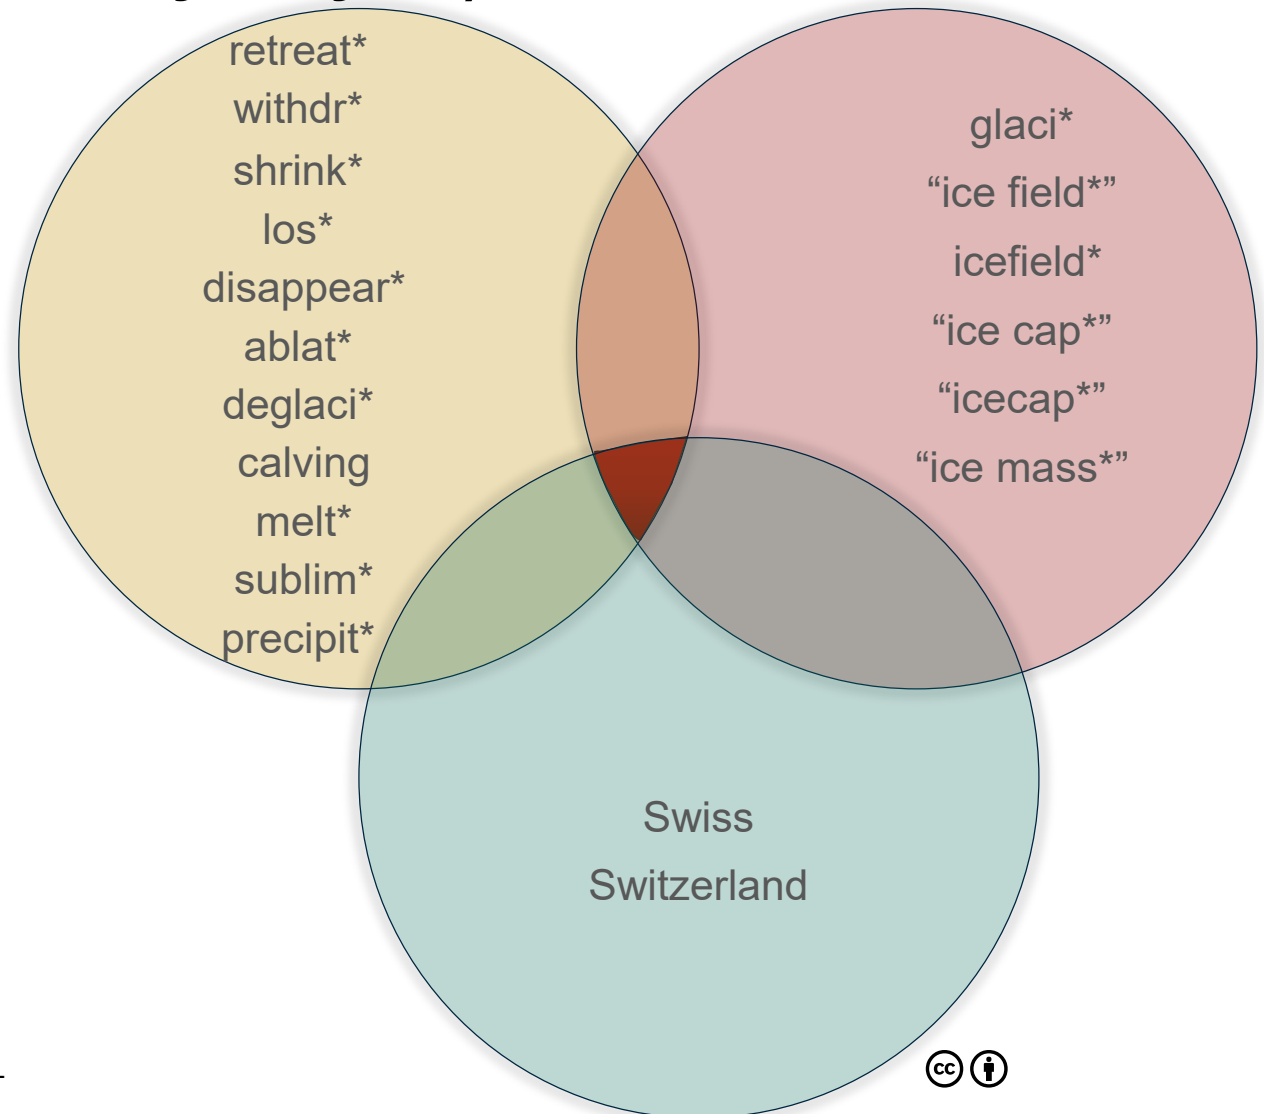 retreat*
withdr*
shrink*
los*
disappear*
ablat*
deglaci*
calving
melt*
sublim*
precipit*
glaci*
“ice field*”
icefield*
“ice cap*”
“icecap*”
“ice mass*”
Swiss
Switzerland
cc